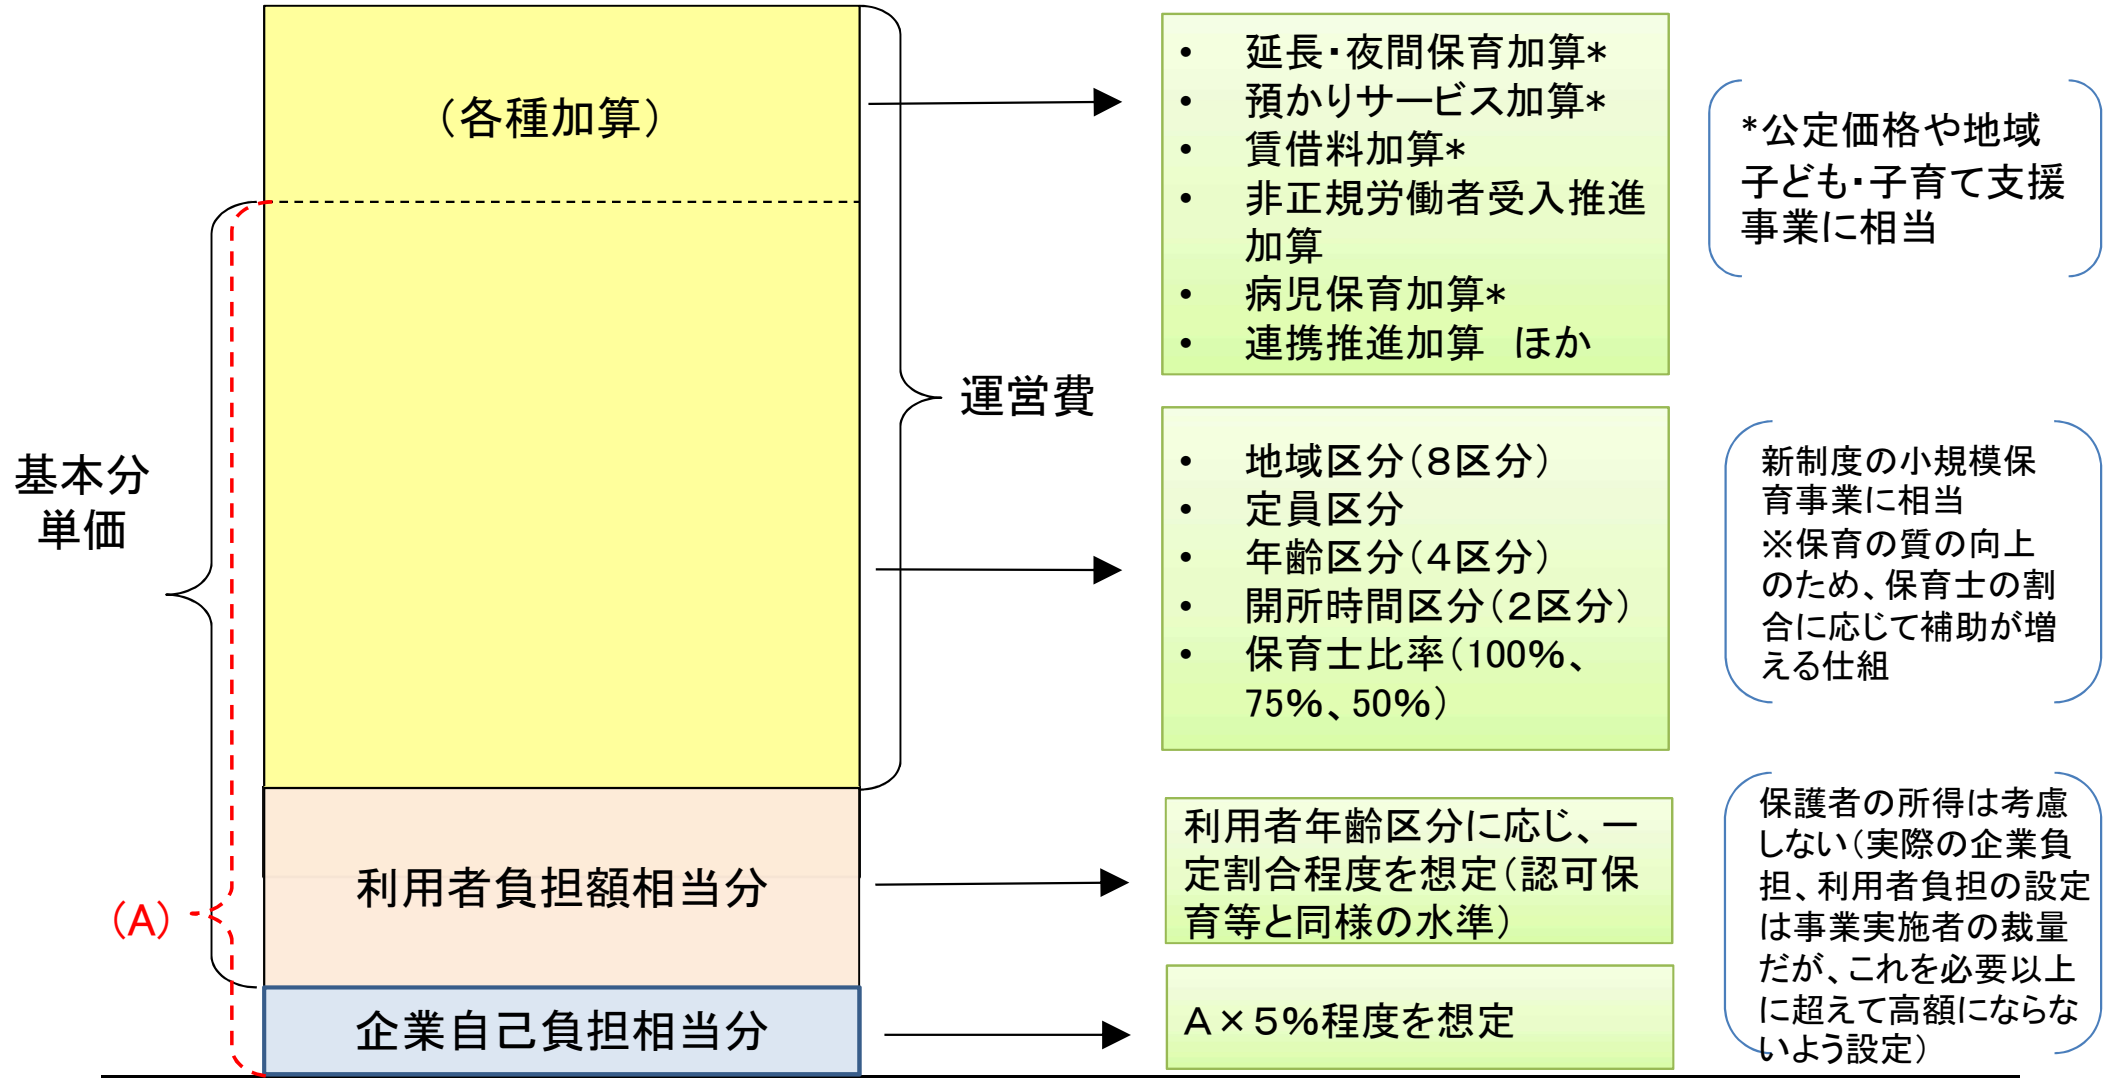 （各種加算）
運営費
基本分
単価
利用者負担額相当分
（A）
企業自己負担相当分
• 延長・夜間保育加算*
• 預かりサービス加算*
• 賃借料加算*
• 非正規労働者受入推進
加算
• 病児保育加算*
• 連携推進加算　ほか
*公定価格や地域
子ども・子育て支援
事業に相当
• 地域区分（８区分）
• 定員区分
• 年齢区分（４区分）
• 開所時間区分（２区分）
• 保育士比率（100％、
75％、50％）
新制度の小規模保
育事業に相当
※保育の質の向上
のため、保育士の割
合に応じて補助が増
える仕組
利用者年齢区分に応じ、一
定割合程度を想定（認可保
育等と同様の水準）
A×５％程度を想定
保護者の所得は考慮
しない（実際の企業負
担、利用者負担の設定
は事業実施者の裁量
だが、これを必要以上
に超えて高額にならな
いよう設定）